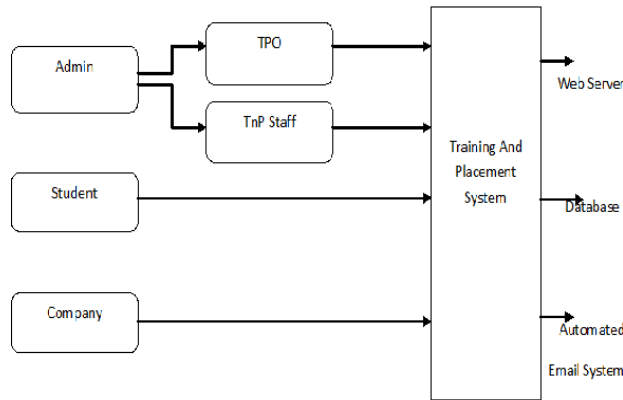 TPO
Admin
Web Server
TnP Staff
Training And
Placement
System
Student
Database
Company
Automated
Email System